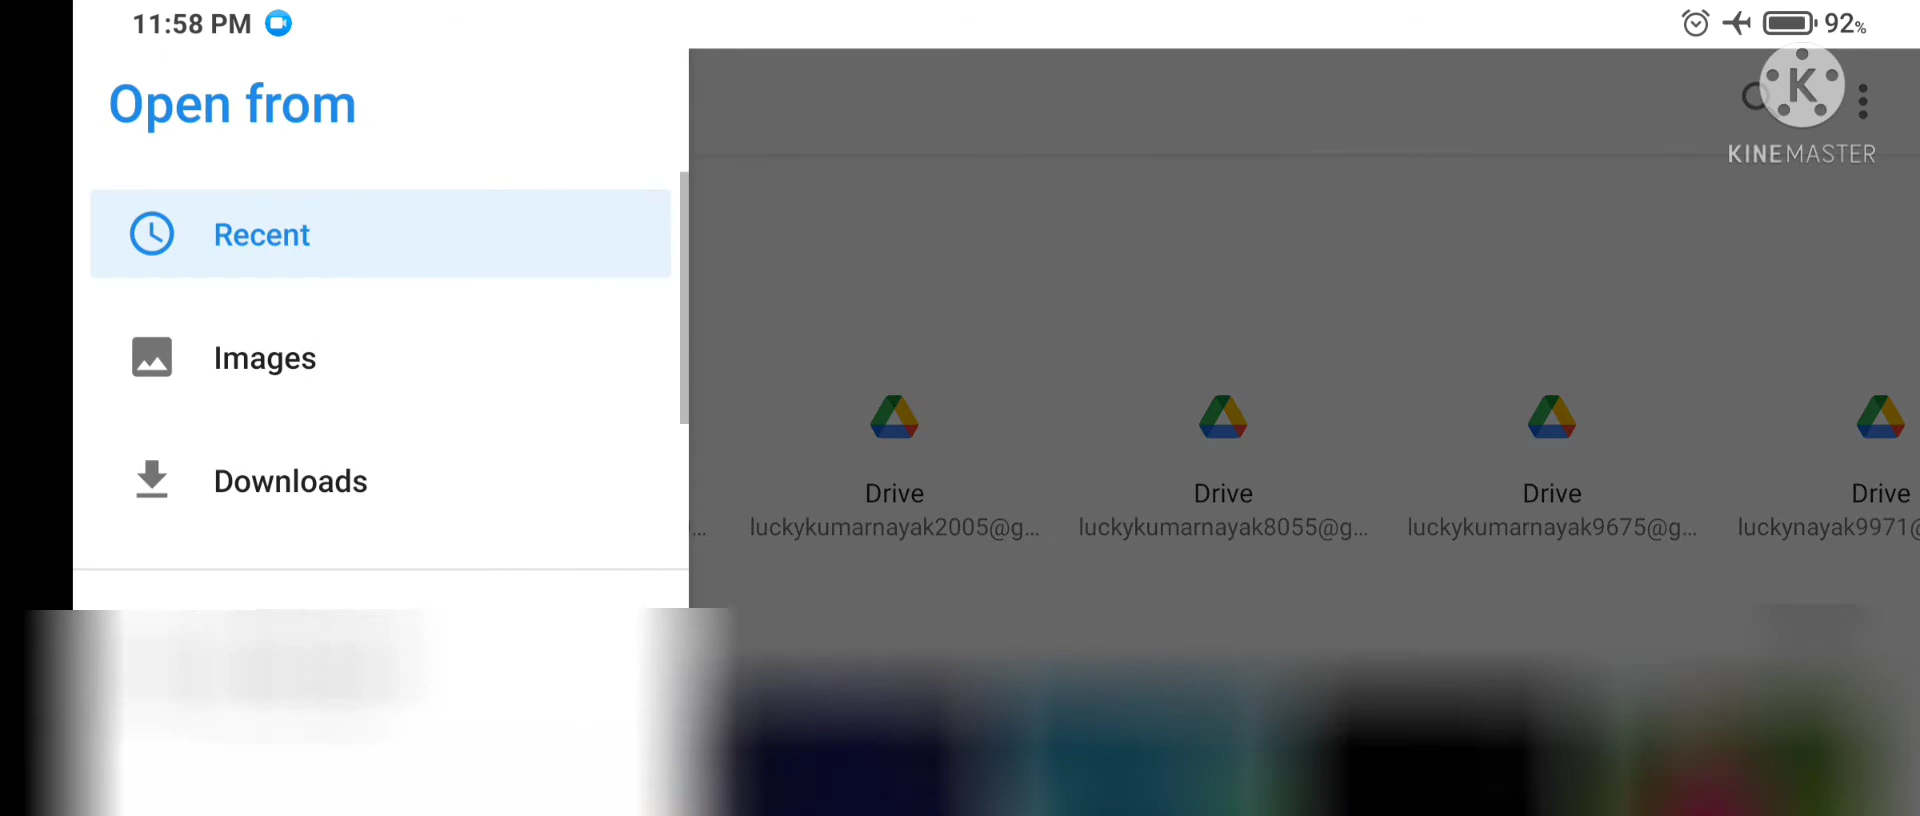 11:58 PM
92%
Open from
KINEMASTER
Recent
Images
Downloads
Drive
Drive
Drive
Drive
...
luckykumarnayak2005@g...
luckykumarnayak8055@g...
luckykumarnayak9675@g...
luckynayak9971@